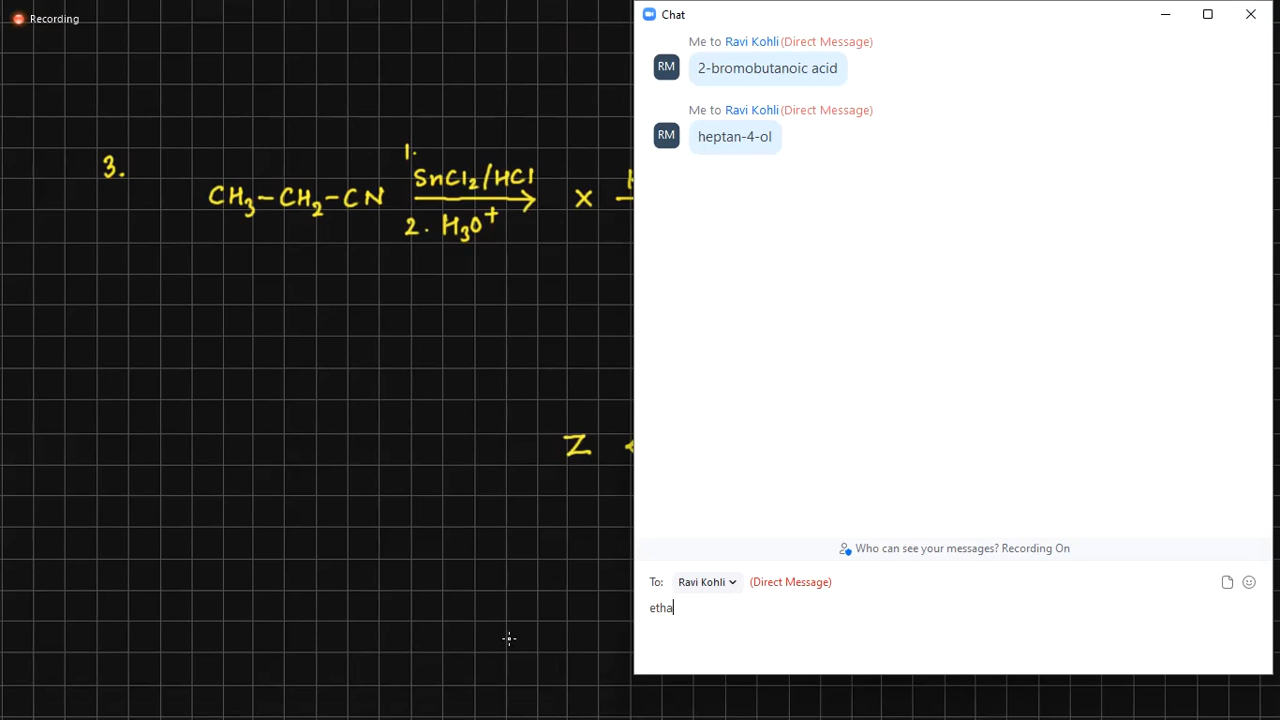 Recording
Chat
Me to Ravi Kohli (Direct Message)
RM
2-bromobutanoic acid
Me to Ravi Kohli (Direct Message)
RM
heptan-4-ol
3.
1.
CH3-CH2-CN SnCl2/HCl X
2. H3O+
Z
Who can see your messages? Recording On
To: Ravi Kohli (Direct Message)
etha